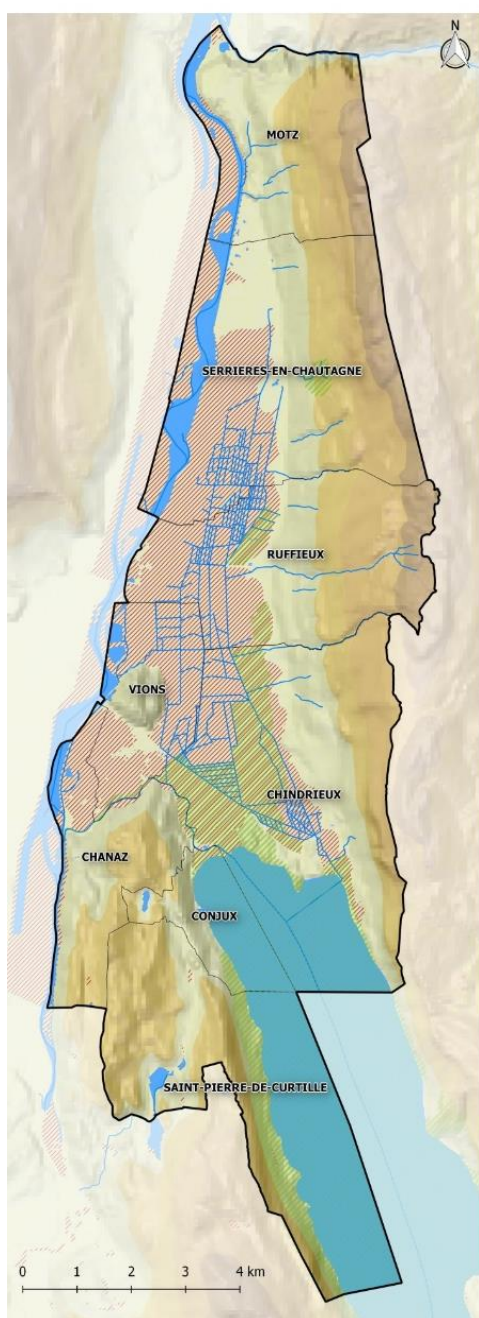 N
MOTZ
SERRIERES-EN-CHAUTAGNE
RUFFIEUX
VIONS
CHINDRIEUX
CHANAZ
CONJUX
SAINT-PIERRE-DE-CURTILLE
0 1 2 3 4 km